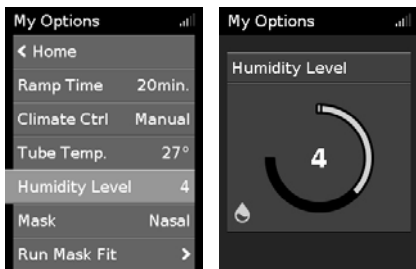 My Options
< Home
Ramp Time 20min.
Climate Ctrl Manual
Tube Temp. 27°
Humidity Level 4
Mask Nasal
Run Mask Fit >
My Options
Humidity Level
4